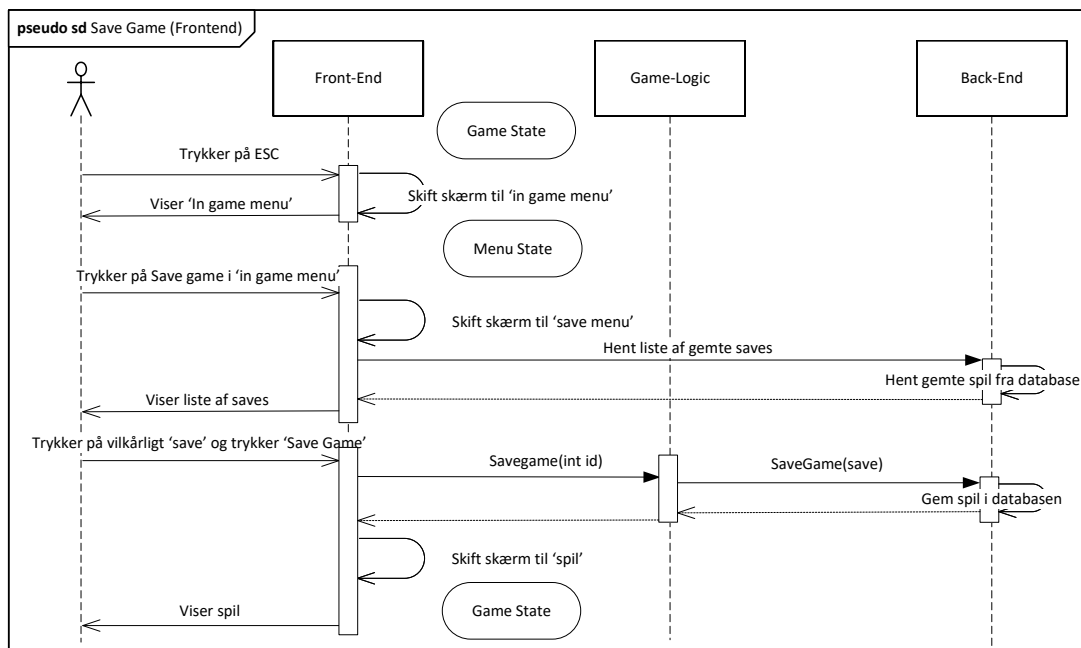 pseudo sd Save Game (Frontend)
Front-End
Game-Logic
Back-End
Game State
Trykker på ESC
Skift skærm til ‘in game menu’
Viser ‘In game menu’
Menu State
Trykker på Save game i ‘in game menu’
Skift skærm til ‘save menu’
Hent liste af gemte saves
Hent gemte spil fra database
Viser liste af saves
Trykker på vilkårligt ‘save’ og trykker ‘Save Game’
Savegame(int id)
SaveGame(save)
Gem spil i databasen
Skift skærm til ‘spil’
Viser spil
Game State